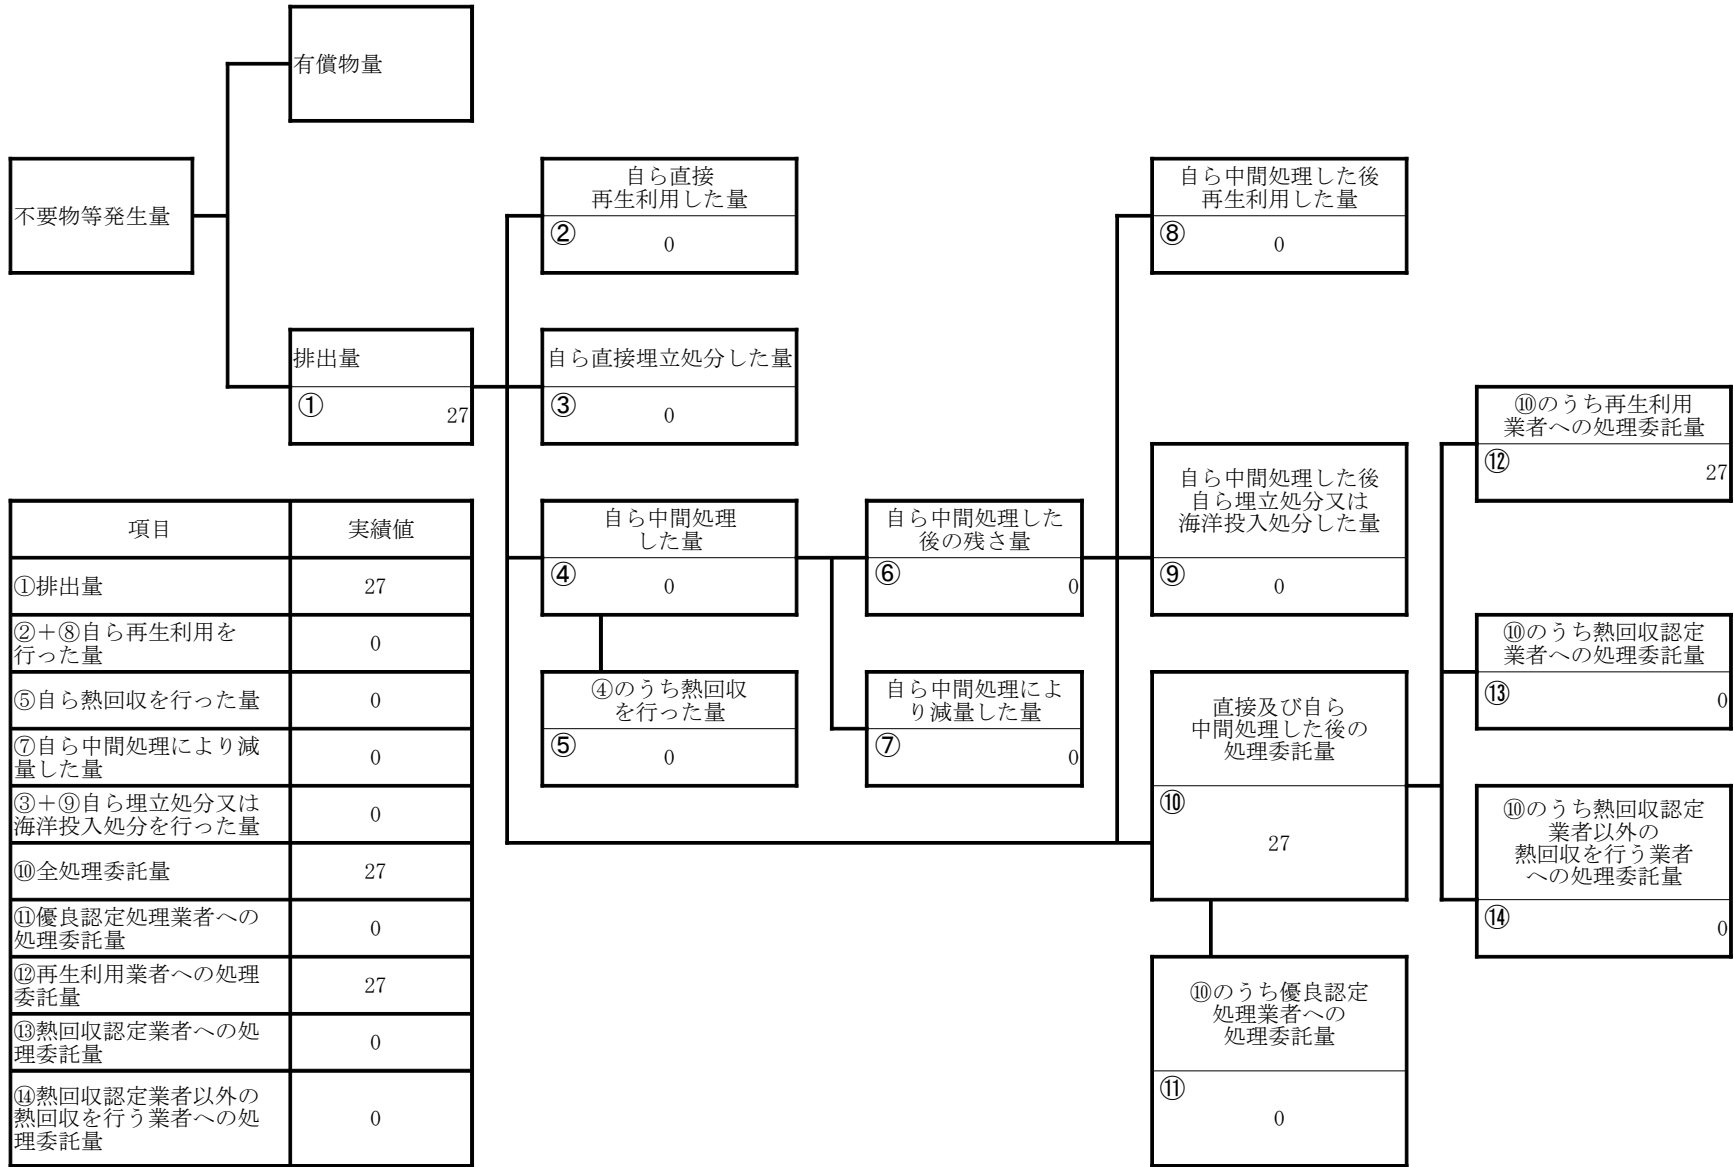 有償物量
不要物等発生量
自ら直接
再生利用した量
②
0
自ら中間処理した後
再生利用した量
⑧
0
排出量
①
27
自ら直接埋立処分した量
③
0
⑩のうち再生利用
業者への処理委託量
⑫
27
自ら中間処理
した量
④
0
自ら中間処理した
後の残さ量
⑥
0
自ら中間処理した後
自ら埋立処分又は
海洋投入処分した量
⑨
0
④のうち熱回収
を行った量
⑤
0
自ら中間処理によ
り減量した量
⑦
0
直接及び自ら
中間処理した後の
処理委託量
⑩
27
⑩のうち熱回収認定
業者への処理委託量
⑬
0
⑩のうち熱回収認定
業者以外の
熱回収を行う業者
への処理委託量
⑭
0
⑩のうち優良認定
処理業者への
処理委託量
⑪
0
項目 実績値
①排出量 27
②+⑧自ら再生利用を
行った量 0
⑤自ら熱回収を行った量 0
⑦自ら中間処理により減
量した量 0
③+⑨自ら埋立処分又は
海洋投入処分を行った量 0
⑩全処理委託量 27
⑪優良認定処理業者への
処理委託量 0
⑫再生利用業者への処理
委託量 27
⑬熱回収認定業者への処
理委託量 0
⑭熱回収認定業者以外の
熱回収を行う業者への処
理委託量 0